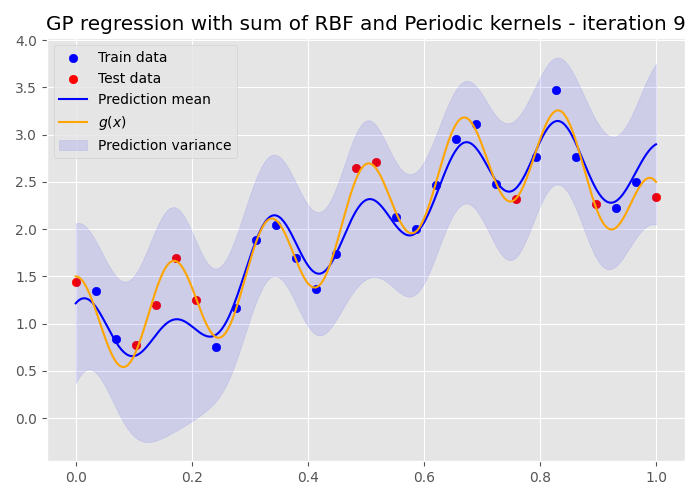 GP regression with sum of RBF and Periodic kernels - iteration 9
4.0
3.5
3.0
2.5
2.0
1.5
1.0
0.5
0.0
Train data
Test data
Prediction mean
g(x)
Prediction variance
0.0 0.2 0.4 0.6 0.8 1.0